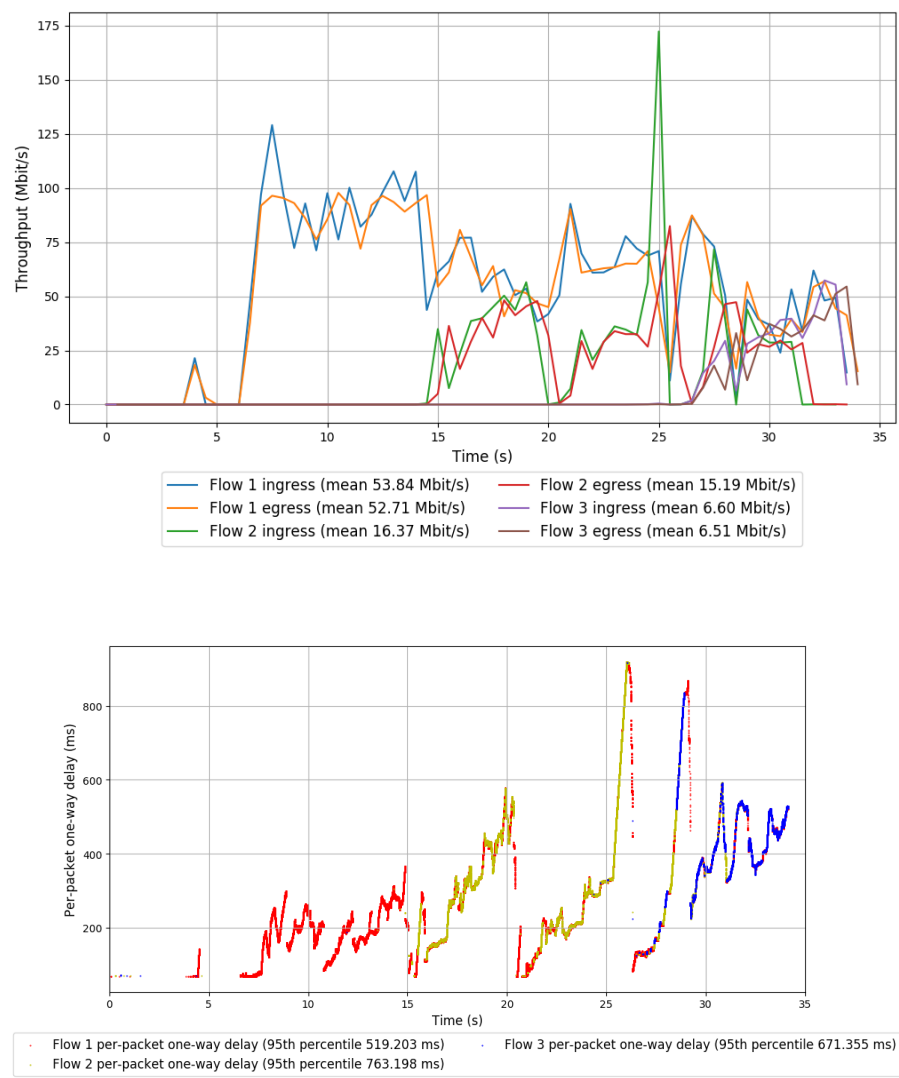 175
150
125
100
75
50
25
0
Throughput (Mbit/s)
0 5 10 15 20 25 30 35
Time (s)
Flow 1 ingress (mean 53.84 Mbit/s)
Flow 1 egress (mean 52.71 Mbit/s)
Flow 2 ingress (mean 16.37 Mbit/s)
Flow 2 egress (mean 15.19 Mbit/s)
Flow 3 ingress (mean 6.60 Mbit/s)
Flow 3 egress (mean 6.51 Mbit/s)
800
600
400
200
Per-packet one-way delay (ms)
0 5 10 15 20 25 30 35
Time (s)
Flow 1 per-packet one-way delay (95th percentile 519.203 ms)
Flow 2 per-packet one-way delay (95th percentile 763.198 ms)
Flow 3 per-packet one-way delay (95th percentile 671.355 ms)